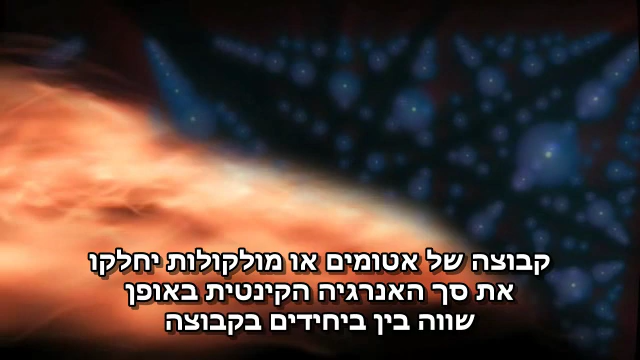 קבוצה של אטומים או מולקולות יחלקו
את סך האנרגיה הקינטית באופן
שווה בין ביחידים בקבוצה